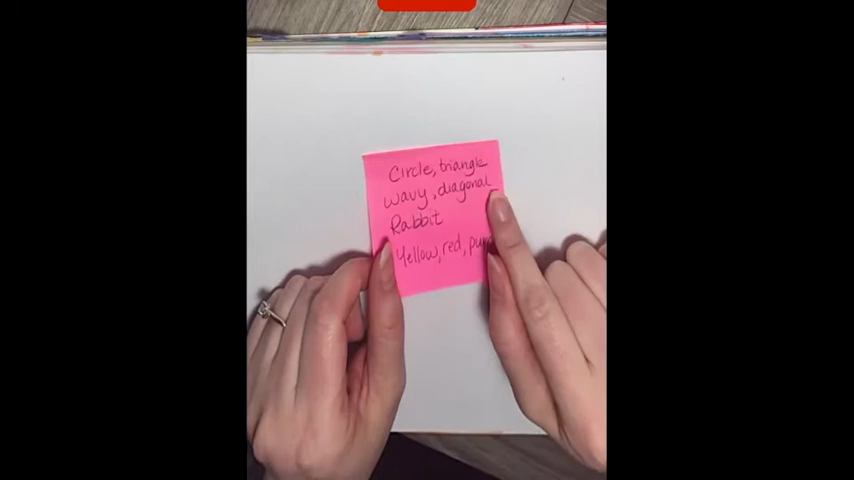 Circle, triangle
wavy, diagonal
Rabbit
Yellow, red,